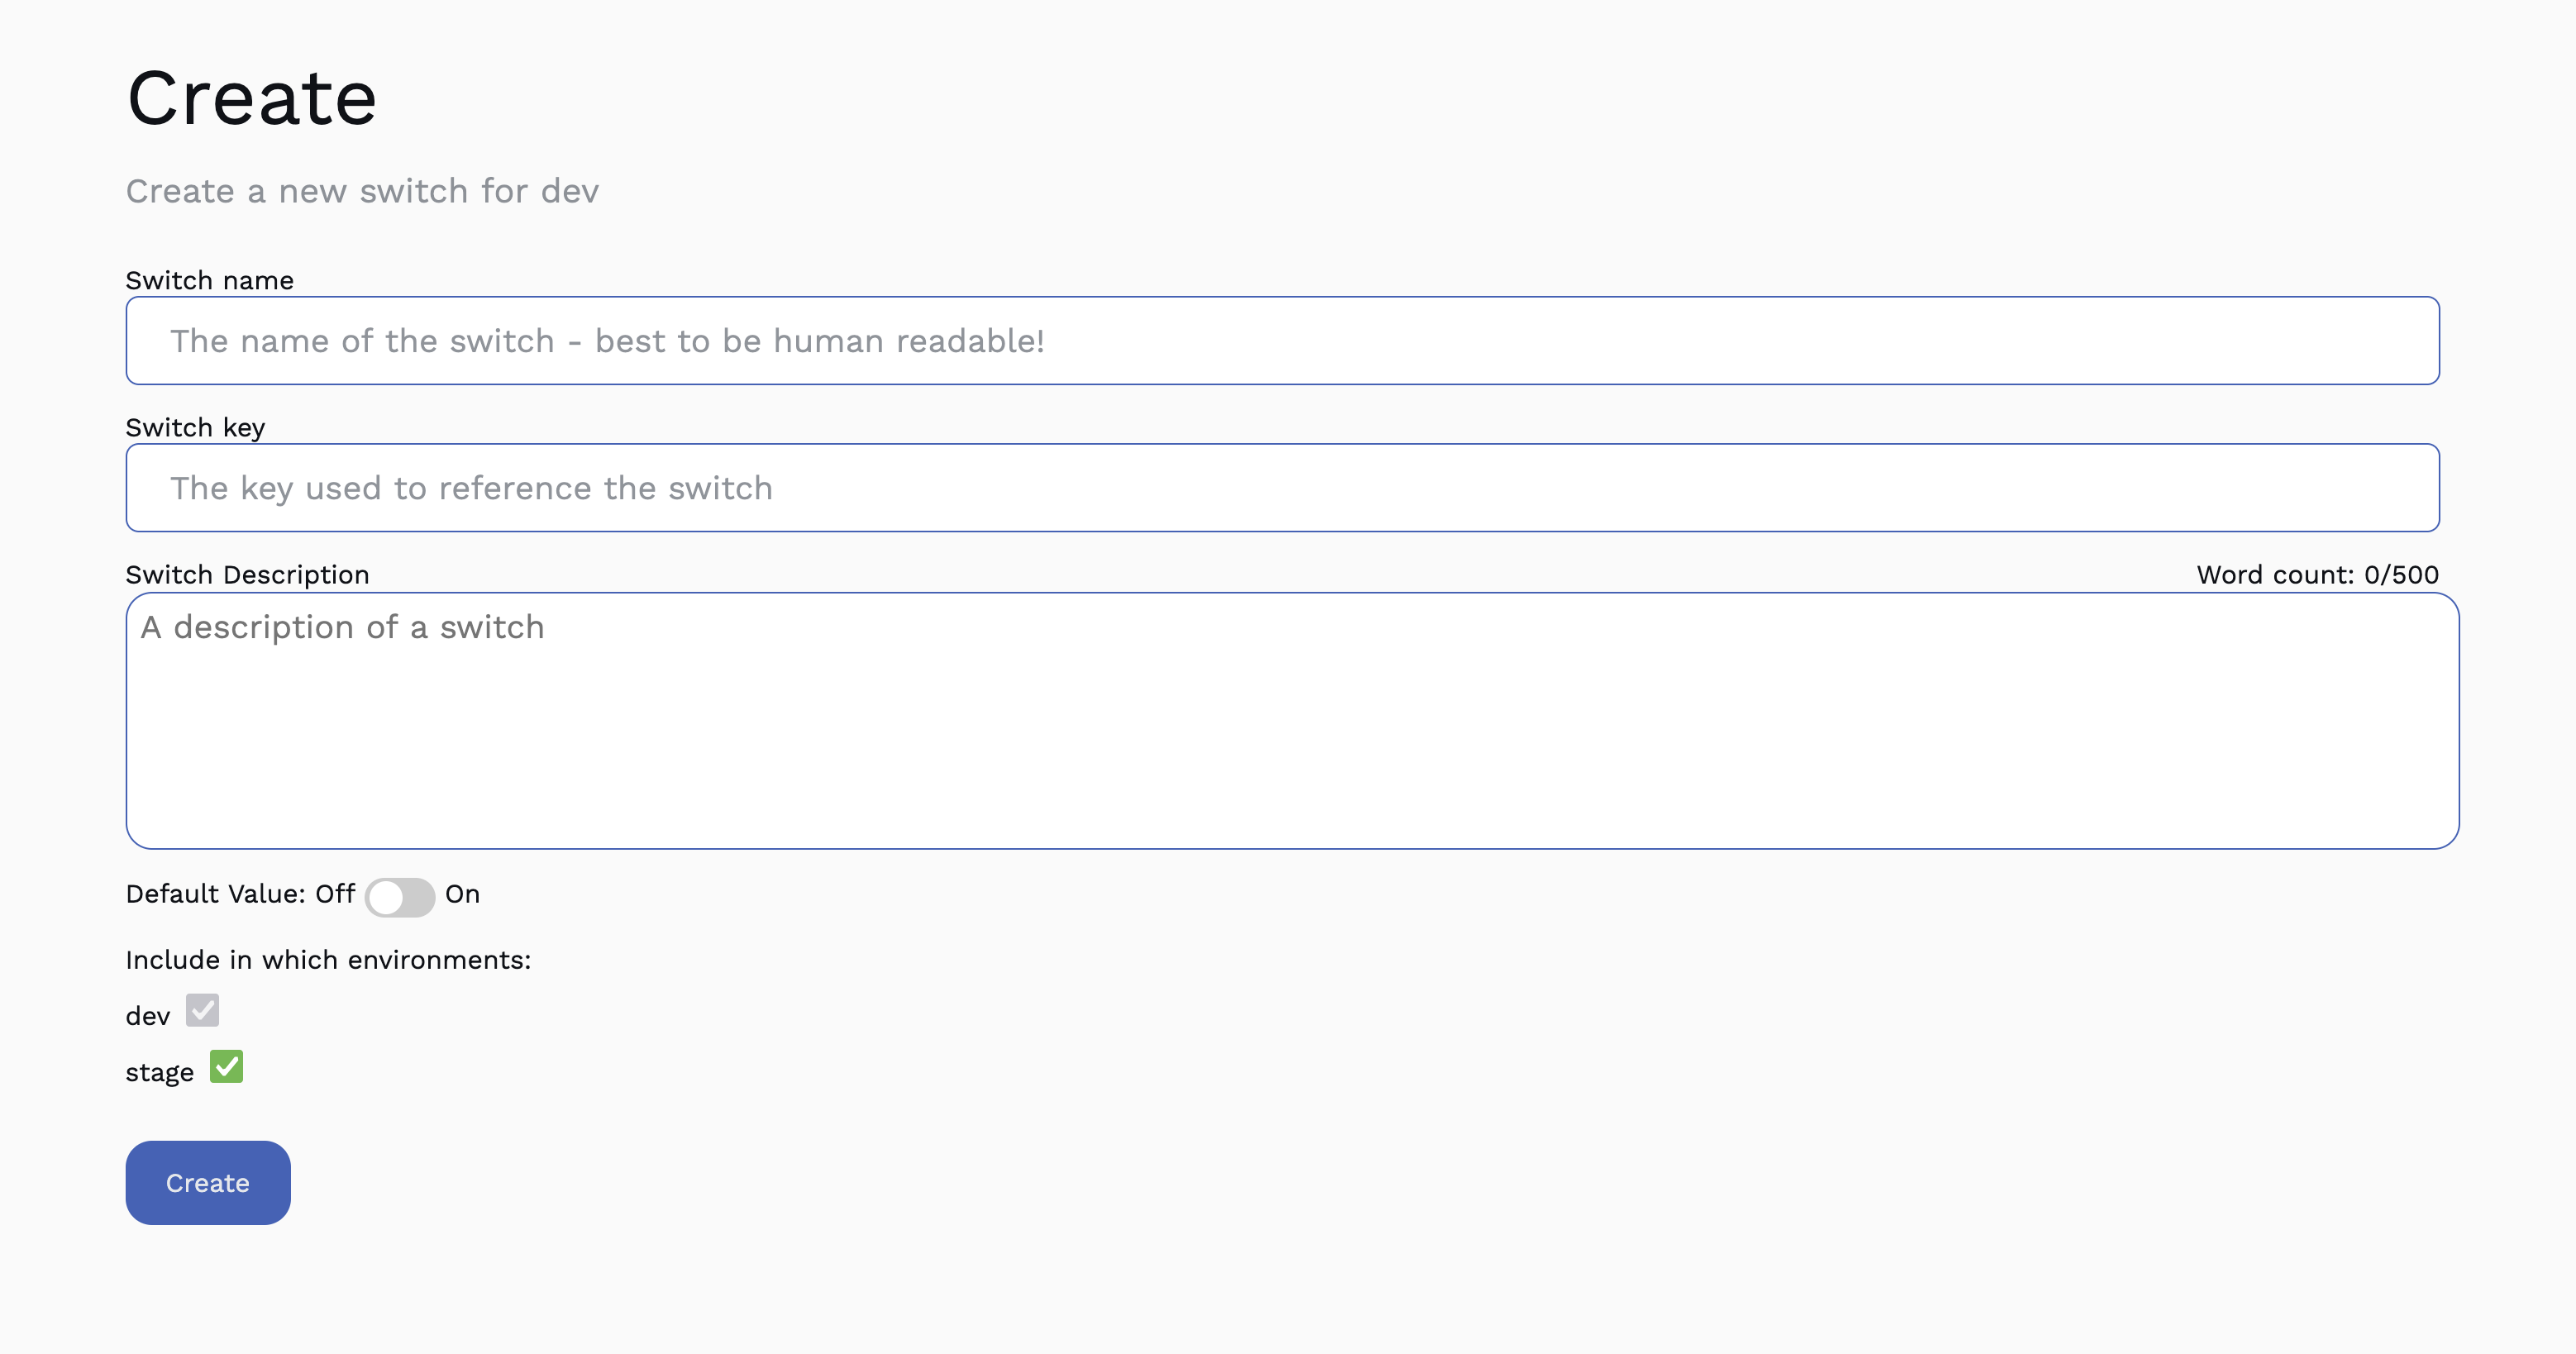 Create
Create a new switch for dev
Switch name
The name of the switch - best to be human readable!
Switch key
The key used to reference the switch
Switch Description Word count: 0/500
A description of a switch
Default Value: Off On
Include in which environments:
dev
stage
Create